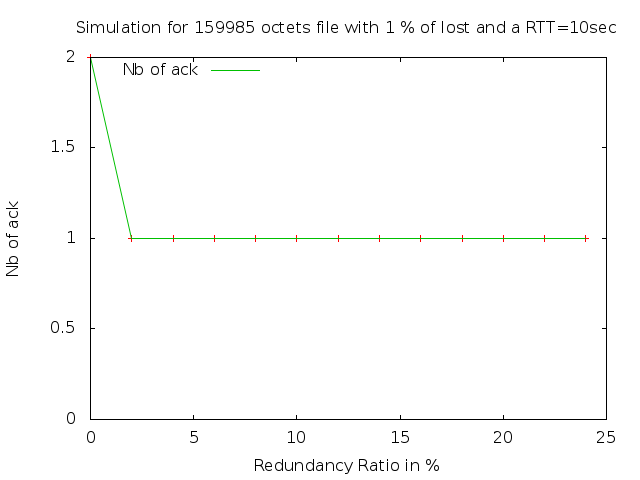 Simulation for 159985 octets file with 1 % of lost and a RTT=10sec
Nb of ack
2
1.5
1
0.5
0
Nb of ack
0 5 10 15 20 25
Redundancy Ratio in %